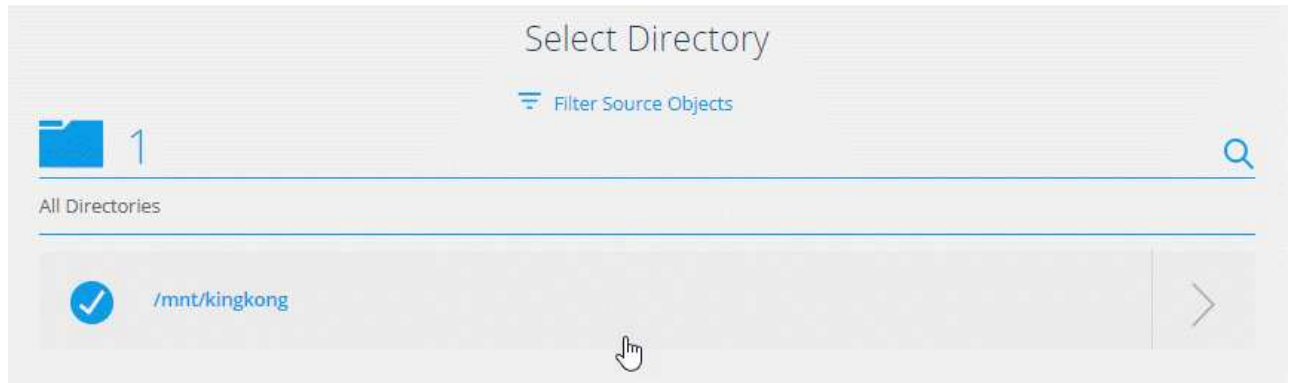 Select Directory
Filter Source Objects
1
All Directories
/mnt/kingkong